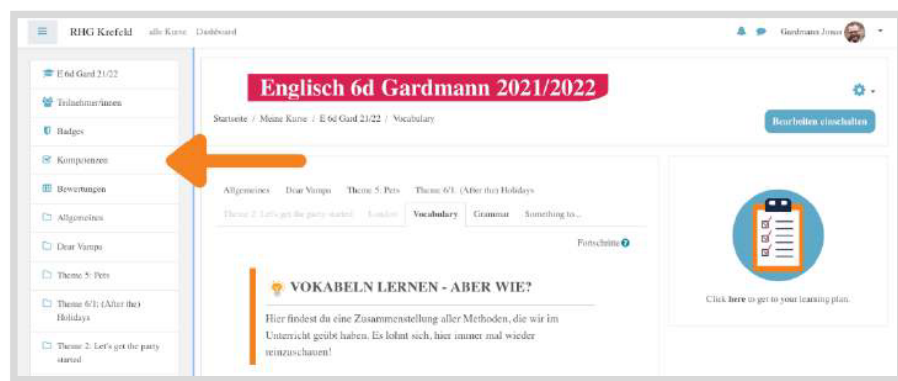 RHG Krefeld alle Kurse Dashboard
Gardmann Jonas
E 6d Gard 21/22
Teilnehmer/innen
Badges
Kompetenzen
Bewertungen
Allgemeines
Dear Vamps
Theme 5: Pets
Theme 6/1: (After the)
Holidays
Theme 2: Let's get the party
started
Englisch 6d Gardmann 2021/2022
Startseite / Meine Kurse / E 6d Gard 21/22 / Vocabulary
Bearbeiten einschalten
Allgemeines Dear Vamps Theme 5: Pets Theme 6/1: (After the) Holidays
Theme 2: Let's get the party started London Vocabulary Grammar Something to...
Fortschritte
VOKABELN LERNEN - ABER WIE?
Hier findest du eine Zusammenstellung aller Methoden, die wir im
Unterricht geübt haben. Es lohnt sich, hier immer mal wieder
reinzuschauen!
Click here to get to your learning plan.